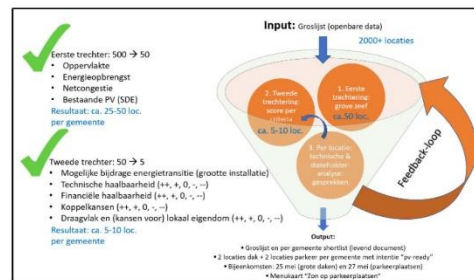 Eerste trechter: 500 → 50
• Oppervlakte
• Energieopbrengst
• Netcongestie
• Bestaande PV (SDE)
Resultaat: ca. 25-50 loc.
per gemeente
Tweede trechter: 50 → 5
• Mogelijke bijdrage energietransitie (grootte installatie)
• Technische haalbaarheid (++, +, 0, -, --)
• Financiële haalbaarheid (++, +, 0, -, --)
• Koppelkansen (++, +, 0, -, --)
• Draagvlak en (kansen voor) lokaal eigendom (++, +, 0, -, --)
Resultaat: ca. 5-10 loc.
per gemeente
Input: Groslijst (openbare data)
2000+ locaties
1. Eerste
trechtering:
grove zeef
ca.50 loc.
2. Tweede
trechtering:
score per
criteria
ca. 5-10 loc.
3. Per locatie:
technische &
stakeholder-
analyse:
gesprekken
Feedback-loop
Output:
• Groslijst en per gemeente shortlist (levend document)
• 2 locaties dak + 2 locaties parkeer per gemeente met intentie "pv-ready"
• Bijeenkomsten: 25 mei (grote daken) en 27 mei (parkeerplaatsen)
• Menukaart "Zon op parkeerplaatsen"